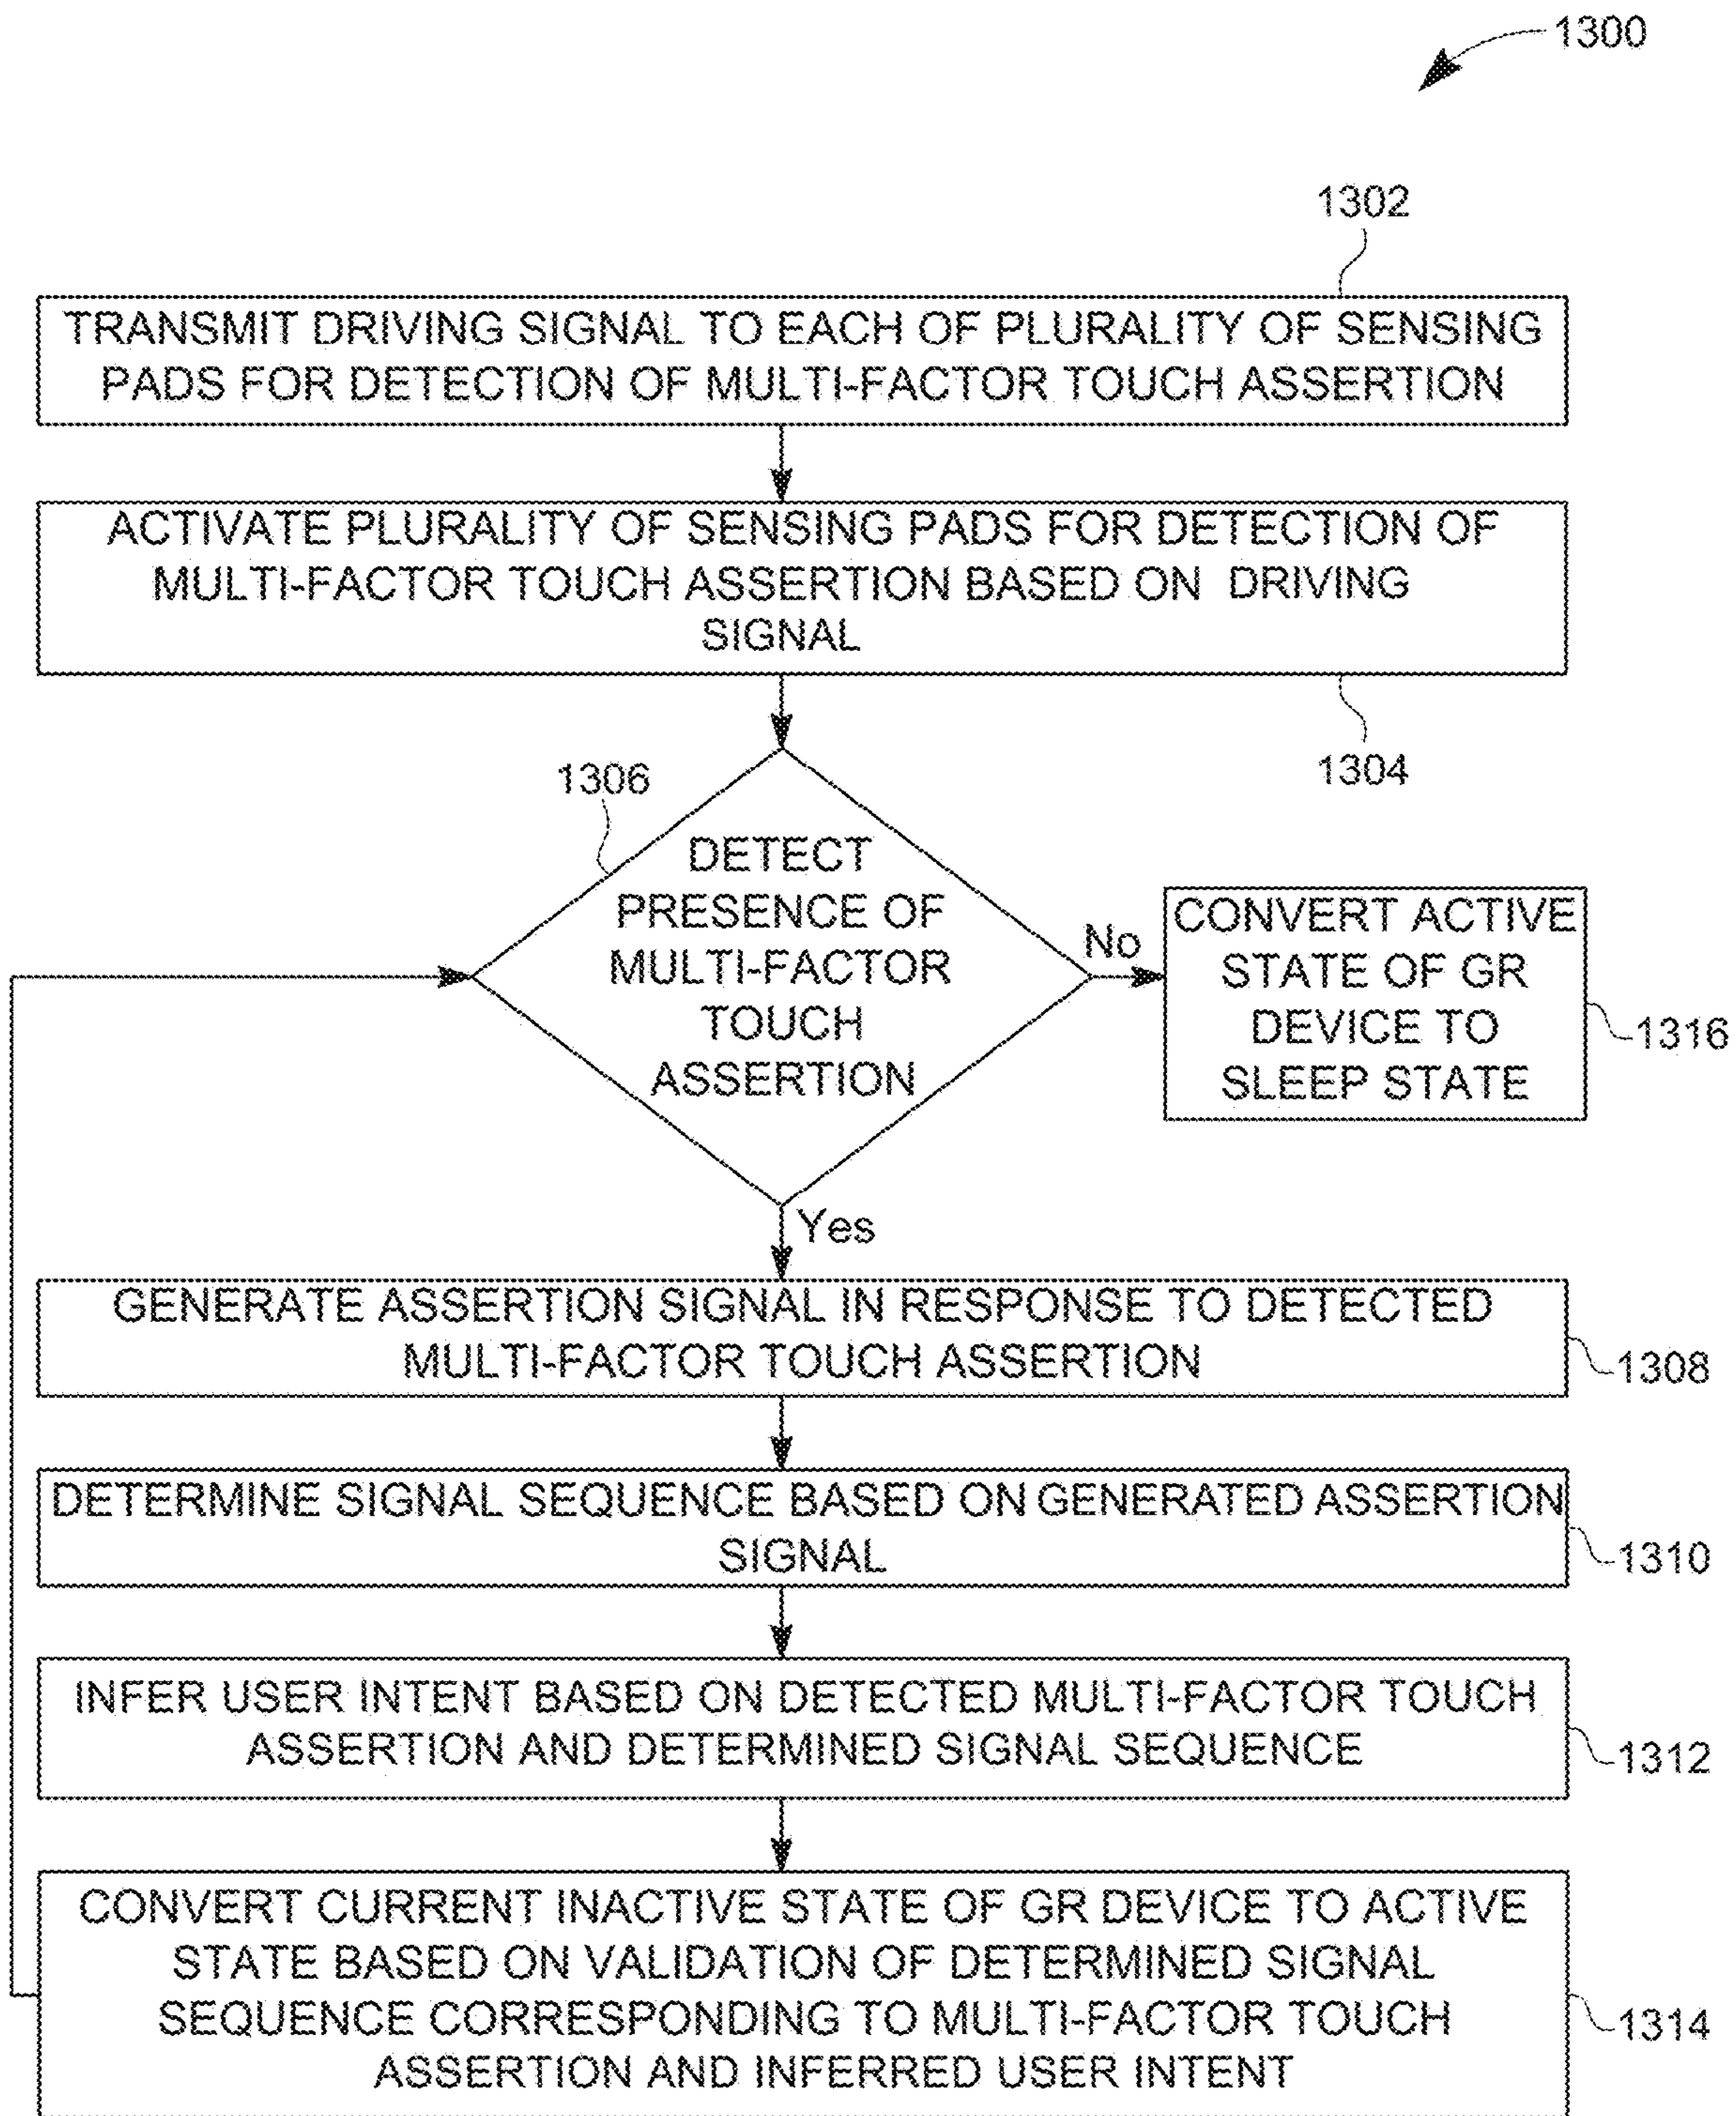 1300
1302
TRANSMIT DRIVING SIGNAL TO EACH OF PLURALITY OF SENSING
PADS FOR DETECTION OF MULTI-FACTOR TOUCH ASSERTION
ACTIVATE PLURALITY OF SENSING PADS FOR DETECTION OF
MULTI-FACTOR TOUCH ASSERTION BASED ON DRIVING
SIGNAL
1304
1306
DETECT
PRESENCE OF
MULTI-FACTOR
TOUCH
ASSERTION
No
CONVERT ACTIVE
STATE OF GR
DEVICE TO
SLEEP STATE
1316
Yes
GENERATE ASSERTION SIGNAL IN RESPONSE TO DETECTED
MULTI-FACTOR TOUCH ASSERTION
1308
DETERMINE SIGNAL SEQUENCE BASED ON GENERATED ASSERTION
SIGNAL
1310
INFER USER INTENT BASED ON DETECTED MULTI-FACTOR TOUCH
ASSERTION AND DETERMINED SIGNAL SEQUENCE
1312
CONVERT CURRENT INACTIVE STATE OF GR DEVICE TO ACTIVE
STATE BASED ON VALIDATION OF DETERMINED SIGNAL
SEQUENCE CORRESPONDING TO MULTI-FACTOR TOUCH
ASSERTION AND INFERRED USER INTENT
1314